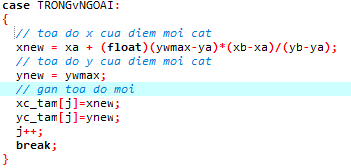 case TRONGvNGOAI:
{
// toa do x cua diem moi cat
xnew = xa + (float)(ywmax-ya)*(xb-xa)/(yb-ya);
// toa do y cua diem moi cat
ynew = ywmax;
// gan toa do moi
xc_tam[j]=xnew;
yc_tam[j]=ynew;
j++;
break;
}